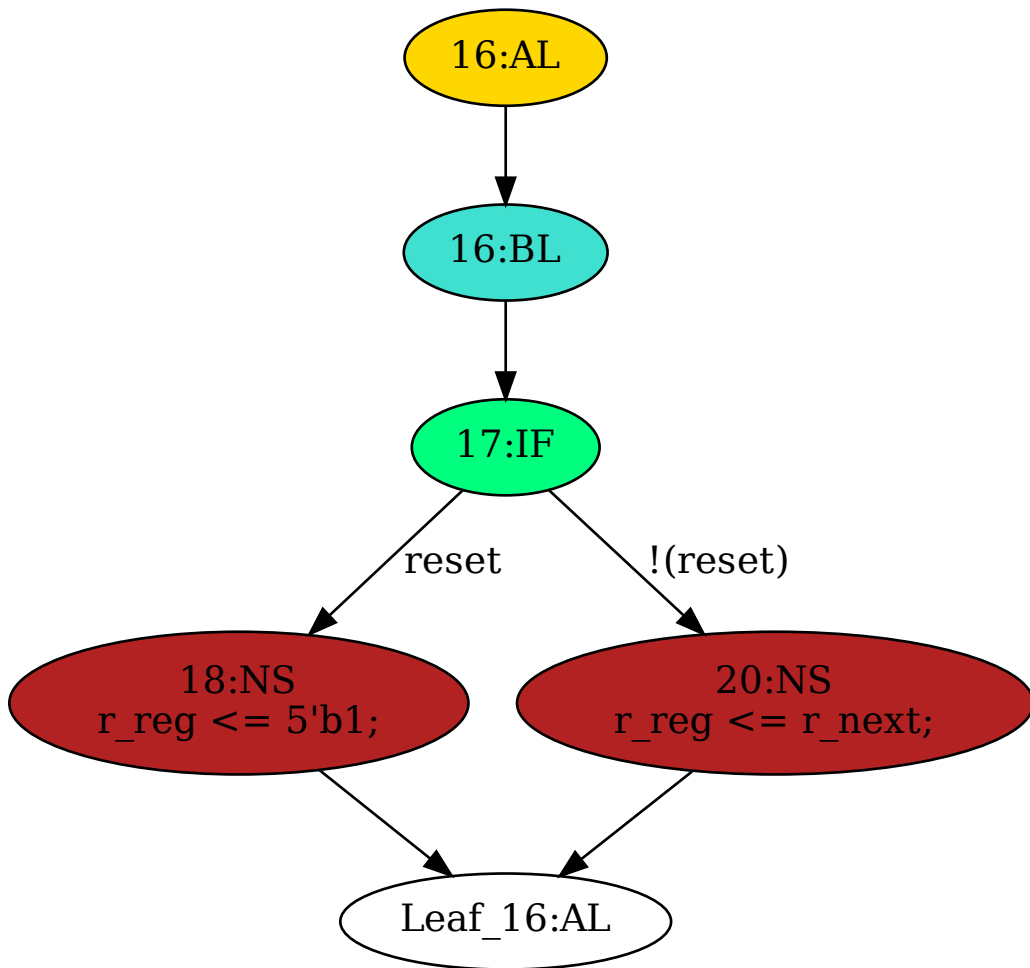 16:AL
16:BL
17:IF
reset
!(reset)
18:NS
r_reg <= 5'b1;
20:NS
r_reg <= r_next;
Leaf_16:AL